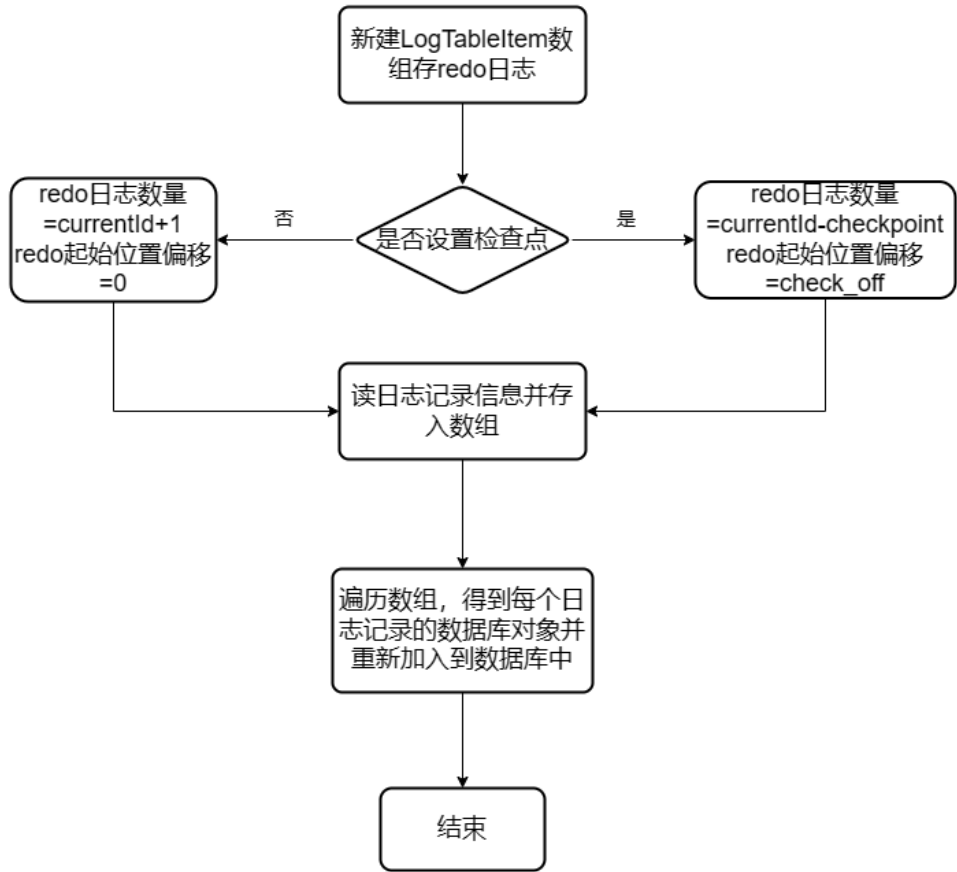 新建LogTableItem数
组存redo日志
redo日志数量
=currentId+1
redo起始位置偏移
=0
否
是否设置检查点
是
redo日志数量
=currentId-checkpoint
redo起始位置偏移
=check_off
读日志记录信息并存
入数组
遍历数组，得到每个日
志记录的数据库对象并
重新加入到数据库中
结束